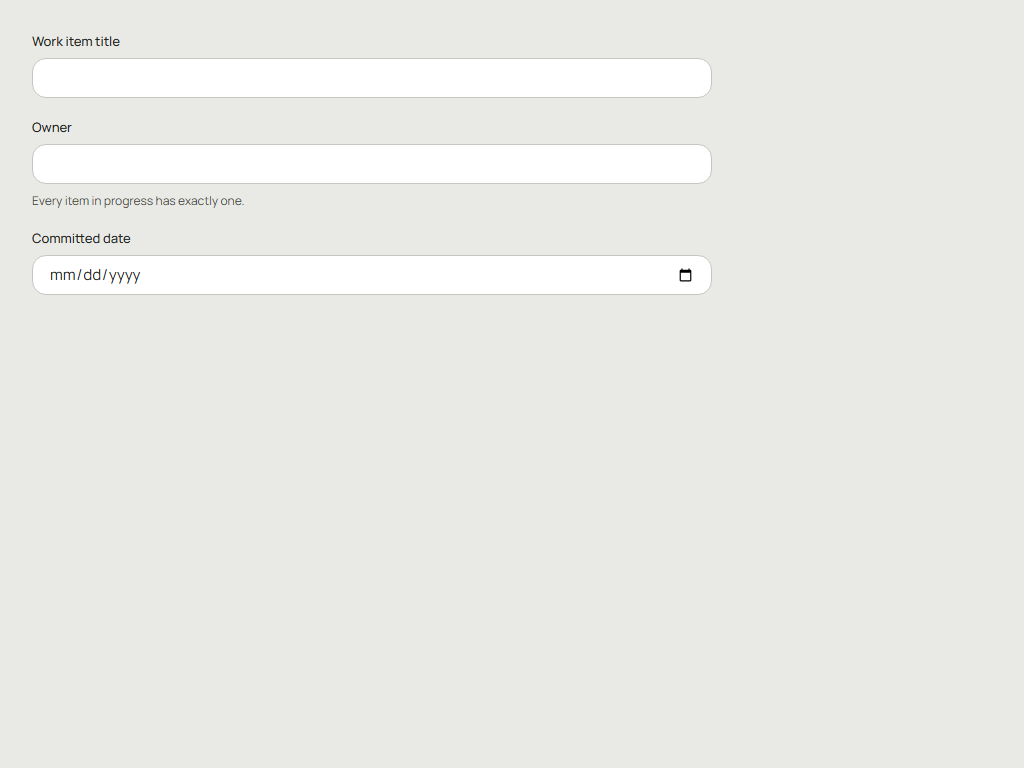 Work item title
Owner
Every item in progress has exactly one.
Committed date
mm/dd/yyyy